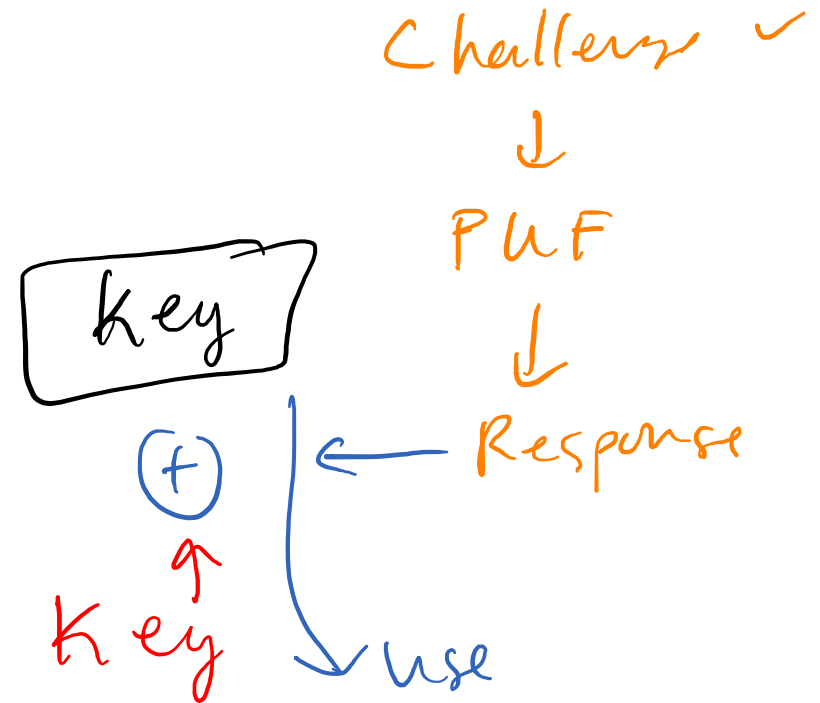 Challenge ✓
PUF
Key
Response
+
Key
use